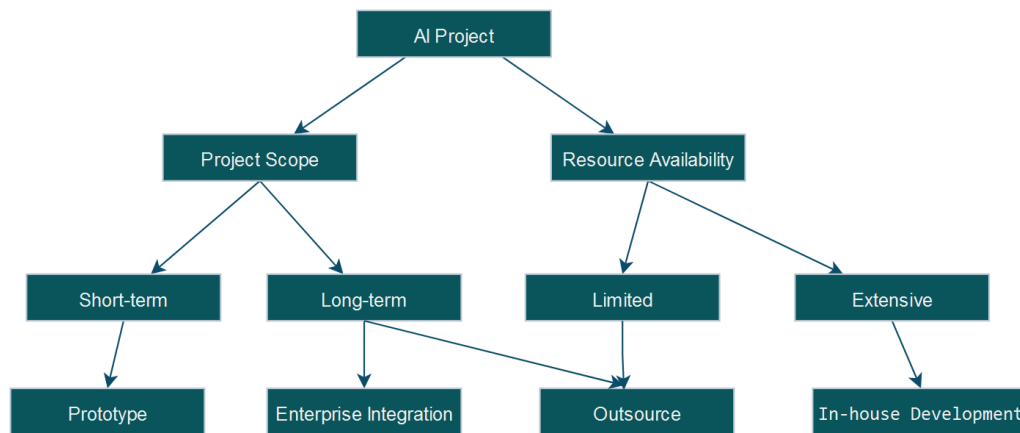 AI Project
Project Scope
Resource Availability
Short-term
Long-term
Limited
Extensive
Prototype
Enterprise Integration
Outsource
In-house Development